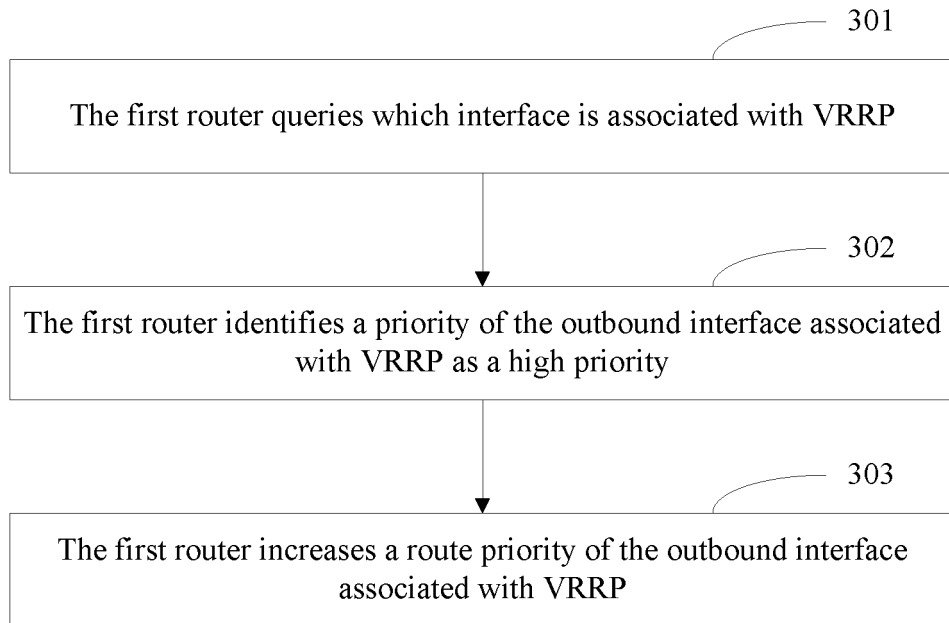 301
The first router queries which interface is associated with VRRP
302
The first router identifies a priority of the outbound interface associated
with VRRP as a high priority
303
The first router increases a route priority of the outbound interface
associated with VRRP